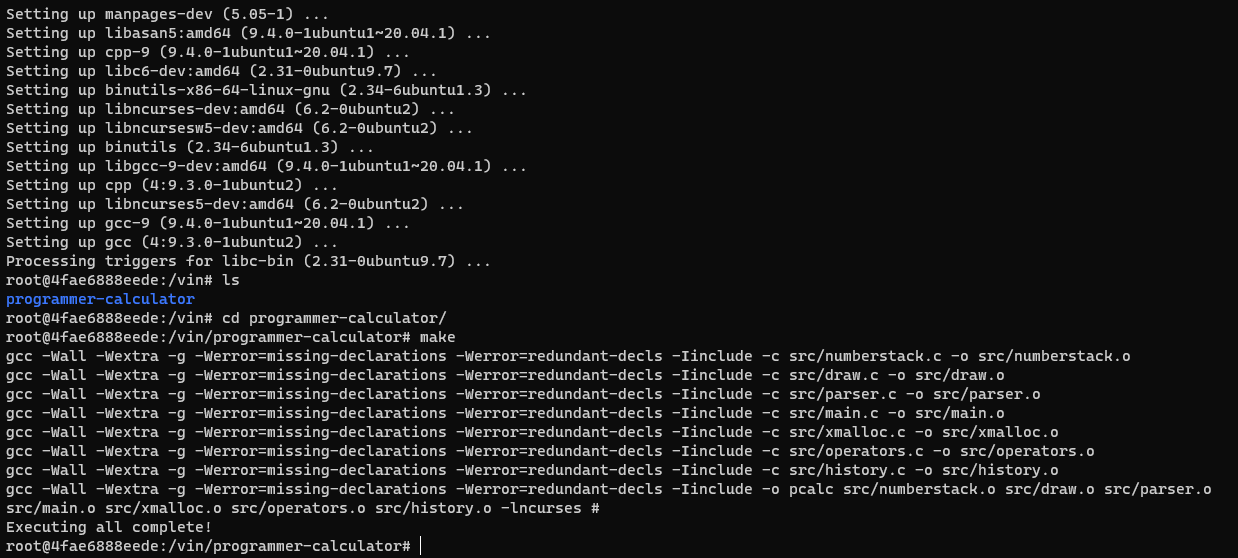 Setting up manpages-dev (5.05-1) ...
Setting up libasan5:amd64 (9.4.0-1ubuntu1~20.04.1) ...
Setting up cpp-9 (9.4.0-1ubuntu1~20.04.1) ...
Setting up libc6-dev:amd64 (2.31-0ubuntu9.7) ...
Setting up binutils-x86-64-linux-gnu (2.34-6ubuntu1.3) ...
Setting up libncurses-dev:amd64 (6.2-0ubuntu2) ...
Setting up libncursesw5-dev:amd64 (6.2-0ubuntu2) ...
Setting up binutils (2.34-6ubuntu1.3) ...
Setting up libgcc-9-dev:amd64 (9.4.0-1ubuntu1~20.04.1) ...
Setting up cpp (4:9.3.0-1ubuntu2) ...
Setting up libncurses5-dev:amd64 (6.2-0ubuntu2) ...
Setting up gcc-9 (9.4.0-1ubuntu1~20.04.1) ...
Setting up gcc (4:9.3.0-1ubuntu2) ...
Processing triggers for libc-bin (2.31-0ubuntu9.7) ...
root@4fae6888eede:/vin# ls
programmer-calculator
root@4fae6888eede:/vin# cd programmer-calculator/
root@4fae6888eede:/vin/programmer-calculator# make
gcc -Wall -Wextra -g -Werror=missing-declarations -Werror=redundant-decls -Iinclude -c src/numberstack.c -o src/numberstack.o
gcc -Wall -Wextra -g -Werror=missing-declarations -Werror=redundant-decls -Iinclude -c src/draw.c -o src/draw.o
gcc -Wall -Wextra -g -Werror=missing-declarations -Werror=redundant-decls -Iinclude -c src/parser.c -o src/parser.o
gcc -Wall -Wextra -g -Werror=missing-declarations -Werror=redundant-decls -Iinclude -c src/main.c -o src/main.o
gcc -Wall -Wextra -g -Werror=missing-declarations -Werror=redundant-decls -Iinclude -c src/xmalloc.c -o src/xmalloc.o
gcc -Wall -Wextra -g -Werror=missing-declarations -Werror=redundant-decls -Iinclude -c src/operators.c -o src/operators.o
gcc -Wall -Wextra -g -Werror=missing-declarations -Werror=redundant-decls -Iinclude -c src/history.c -o src/history.o
gcc -Wall -Wextra -g -Werror=missing-declarations -Werror=redundant-decls -Iinclude -o pcalc src/numberstack.o src/draw.o src/parser.o
src/main.o src/xmalloc.o src/operators.o src/history.o -lncurses #
Executing all complete!
root@4fae6888eede:/vin/programmer-calculator#